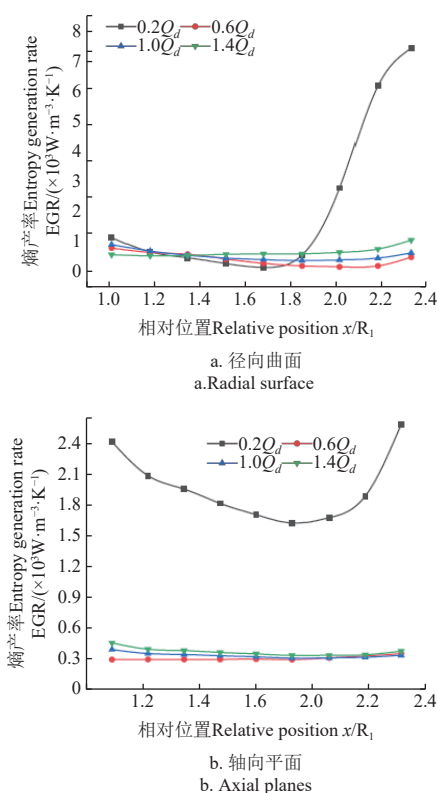 0.2Q_d 0.6Q_d
1.0Q_d 1.4Q_d
熵产率Entropy generation rate
EGR/(×10³W·m⁻³·K⁻¹)
8
7
6
5
4
3
2
1
0
1.0 1.2 1.4 1.6 1.8 2.0 2.2 2.4
相对位置Relative position x/R₁
a. 径向曲面
a.Radial surface
0.2Q_d 0.6Q_d
1.0Q_d 1.4Q_d
熵产率Entropy generation rate
EGR/(×10³W·m⁻³·K⁻¹)
2.4
2.1
1.8
1.5
1.2
0.9
0.6
0.3
0
1.2 1.4 1.6 1.8 2.0 2.2 2.4
相对位置Relative position x/R₁
b. 轴向平面
b. Axial planes